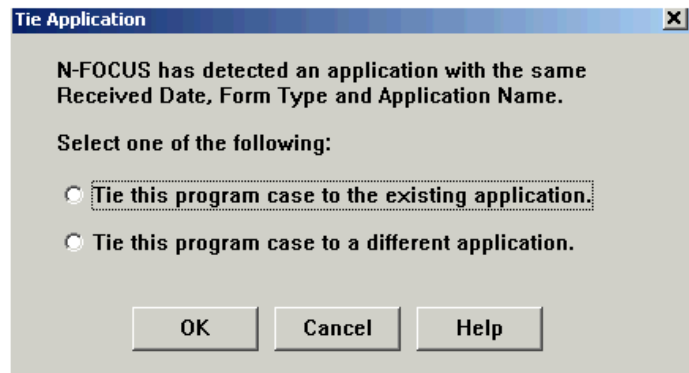 Tie Application
N-FOCUS has detected an application with the same
Received Date, Form Type and Application Name.
Select one of the following:
Tie this program case to the existing application.
Tie this program case to a different application.
OK Cancel Help